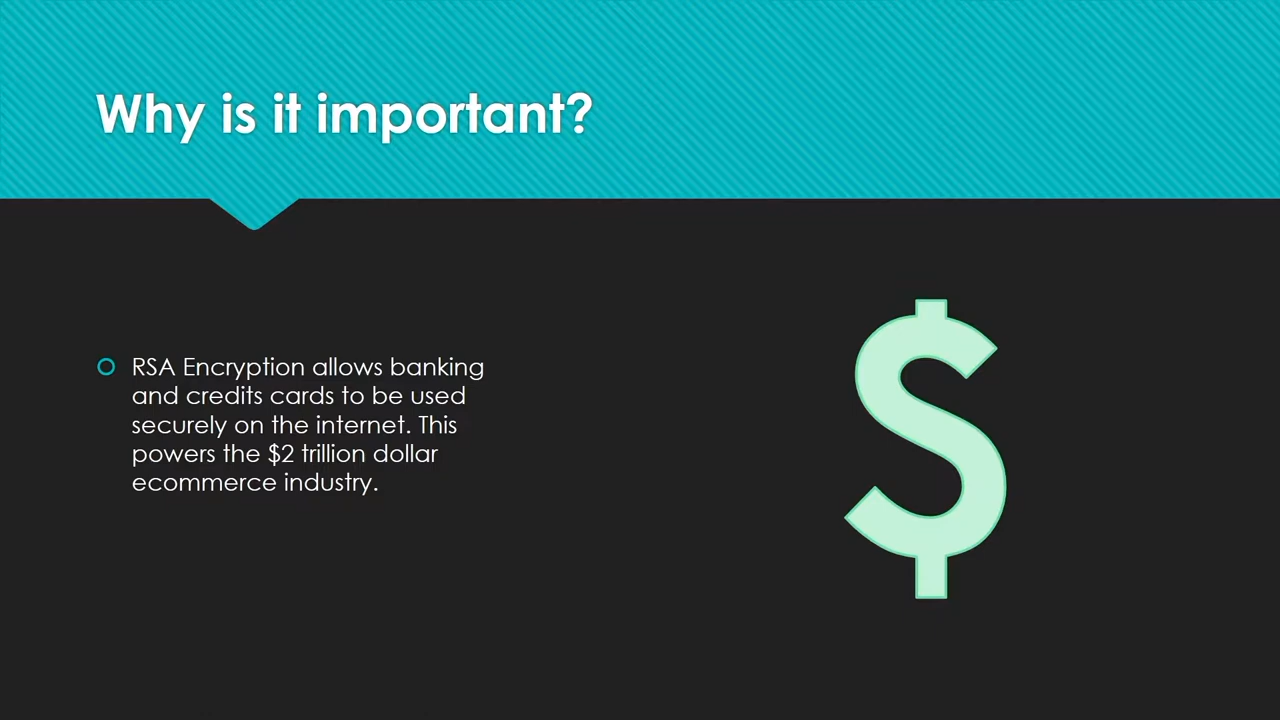 Why is it important?
RSA Encryption allows banking
and credits cards to be used
securely on the internet. This
powers the $2 trillion dollar
ecommerce industry.
$